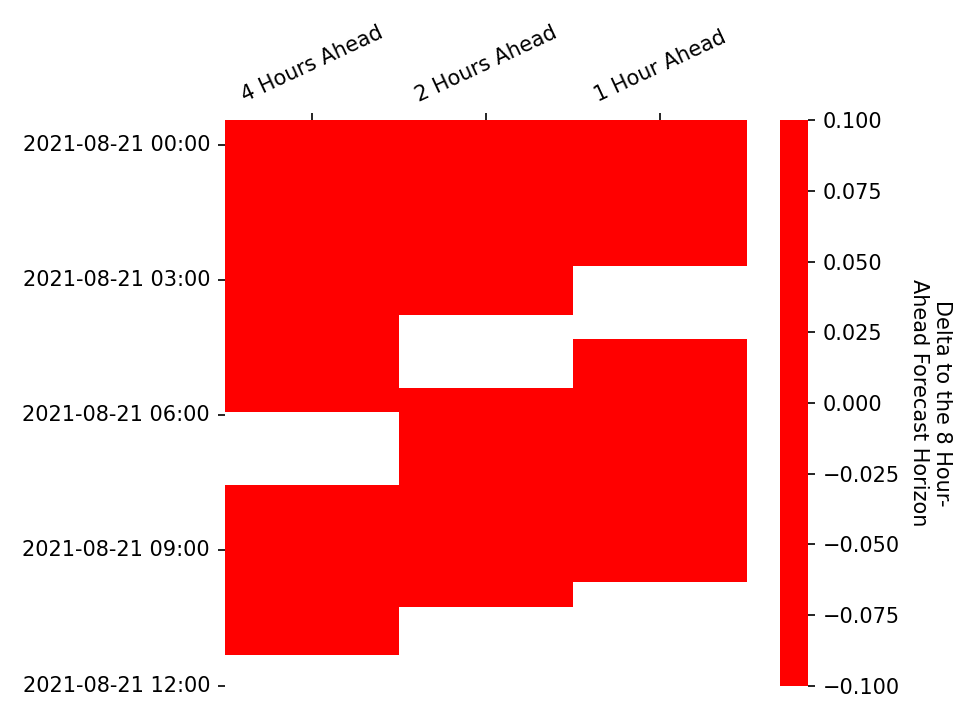 4 Hours Ahead
2 Hours Ahead
1 Hour Ahead
2021-08-21 00:00
2021-08-21 03:00
2021-08-21 06:00
2021-08-21 09:00
2021-08-21 12:00
0.100
0.075
0.050
0.025
0.000
−0.025
−0.050
−0.075
−0.100
Delta to the 8 Hour-
Ahead Forecast Horizon